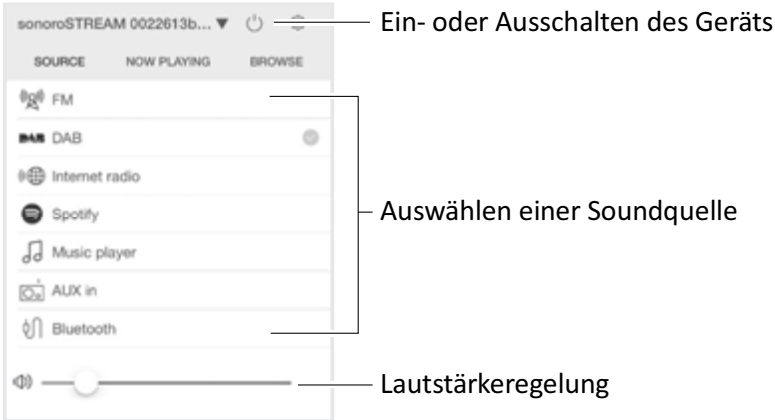 sonoroSTREAM 0022613b... ▼
Ein- oder Ausschalten des Geräts
SOURCE NOW PLAYING BROWSE
FM
DAB DAB
Internet radio
Auswählen einer Soundquelle
Spotify
Music player
AUX in
Bluetooth
Lautstärkeregelung